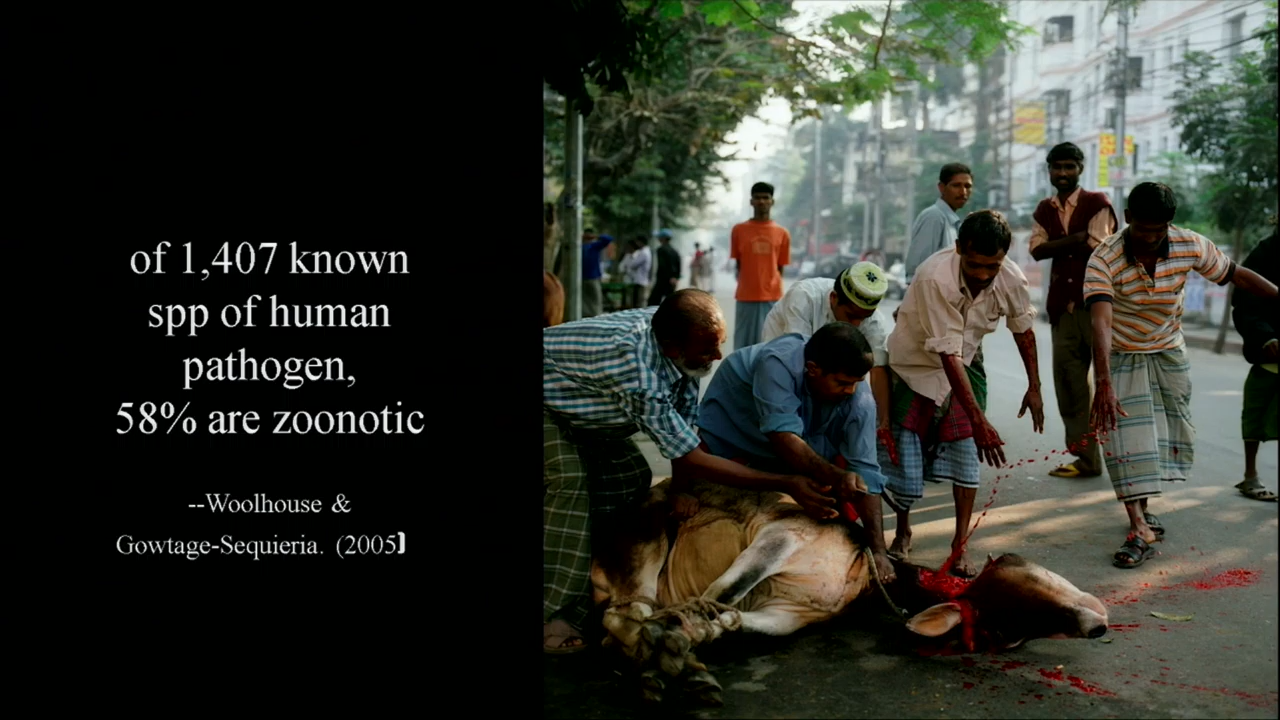 of 1,407 known
spp of human
pathogen,
58% are zoonotic
--Woolhouse &
Gowtage-Sequieria. (2005)